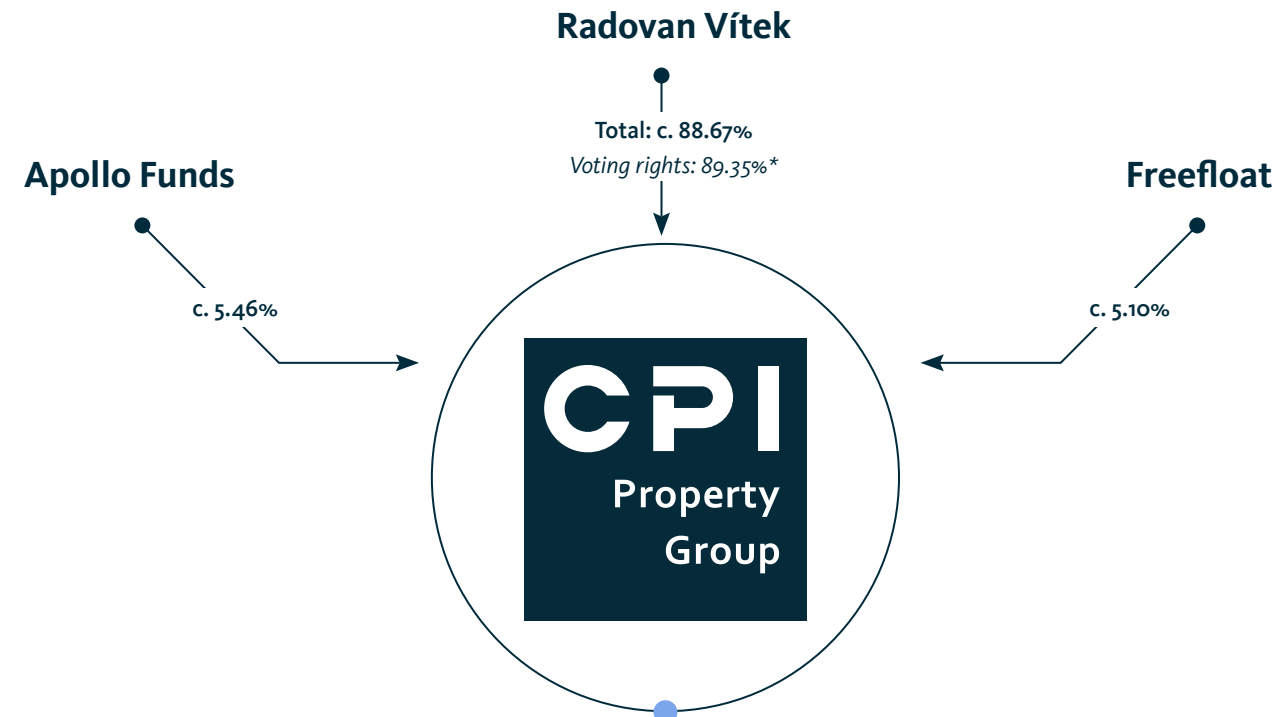 Radovan Vítek
Total: c. 88.67%
Voting rights: 89.35%*
Apollo Funds
Freefloat
c. 5.46%
c. 5.10%
CPI
Property
Group